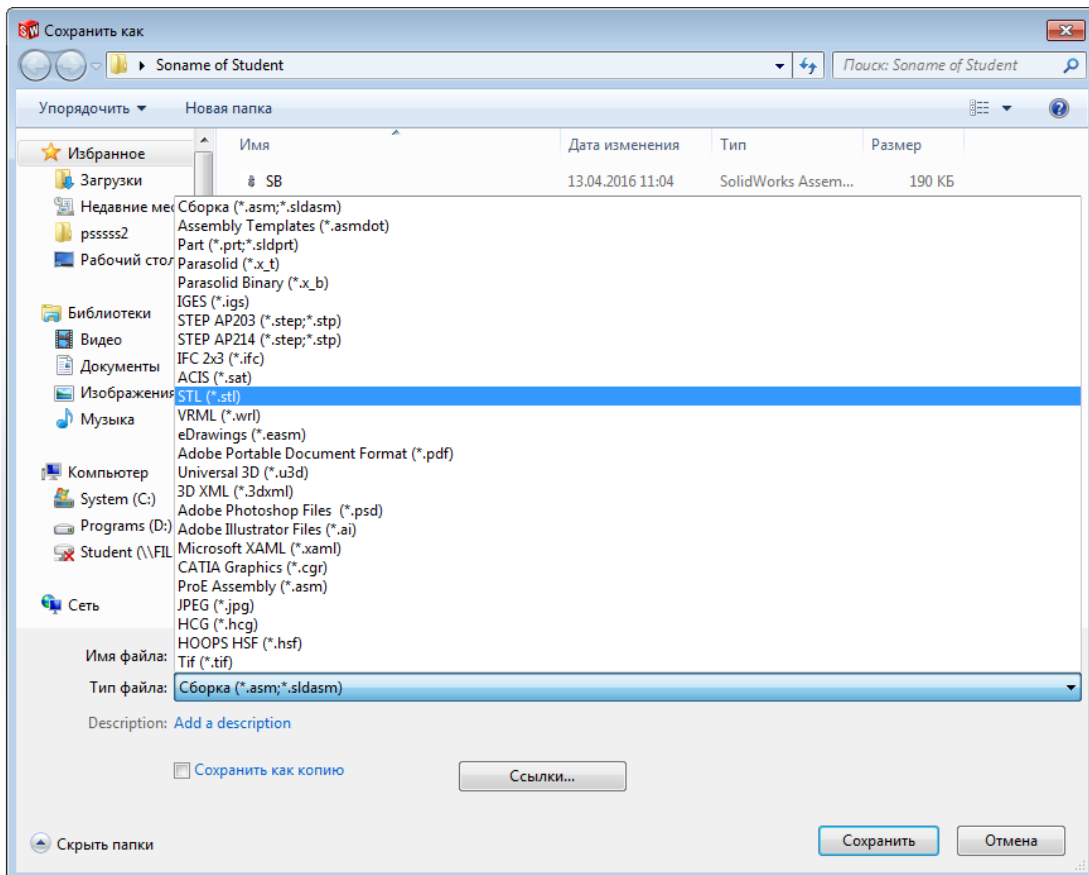 Сохранить как
Soname of Student
Поиск: Soname of Student
Упорядочить
Новая папка
Имя
Дата изменения
Тип
Размер
SB
13.04.2016 11:04
SolidWorks Assem...
190 КБ
Избранное
Загрузки
Недавние мес
psssss2
Рабочий стол
Библиотеки
Видео
Документы
Изображения
Музыка
Компьютер
System (C:)
Programs (D:)
Student (\\FIL
Сеть
Сборка (*.asm;*.sldasm)
Assembly Templates (*.asmdot)
Part (*.prt;*.sldprt)
Parasolid (*.x_t)
Parasolid Binary (*.x_b)
IGES (*.igs)
STEP AP203 (*.step;*.stp)
STEP AP214 (*.step;*.stp)
IFC 2x3 (*.ifc)
ACIS (*.sat)
STL (*.stl)
VRML (*.wrl)
eDrawings (*.easm)
Adobe Portable Document Format (*.pdf)
Universal 3D (*.u3d)
3D XML (*.3dxml)
Adobe Photoshop Files (*.psd)
Adobe Illustrator Files (*.ai)
Microsoft XAML (*.xaml)
CATIA Graphics (*.cgr)
ProE Assembly (*.asm)
JPEG (*.jpg)
HCG (*.hcg)
HOOPS HSF (*.hsf)
Tif (*.tif)
Имя файла:
Тип файла: Сборка (*.asm;*.sldasm)
Description: Add a description
Сохранить как копию
Ссылки...
Скрыть папки
Сохранить
Отмена